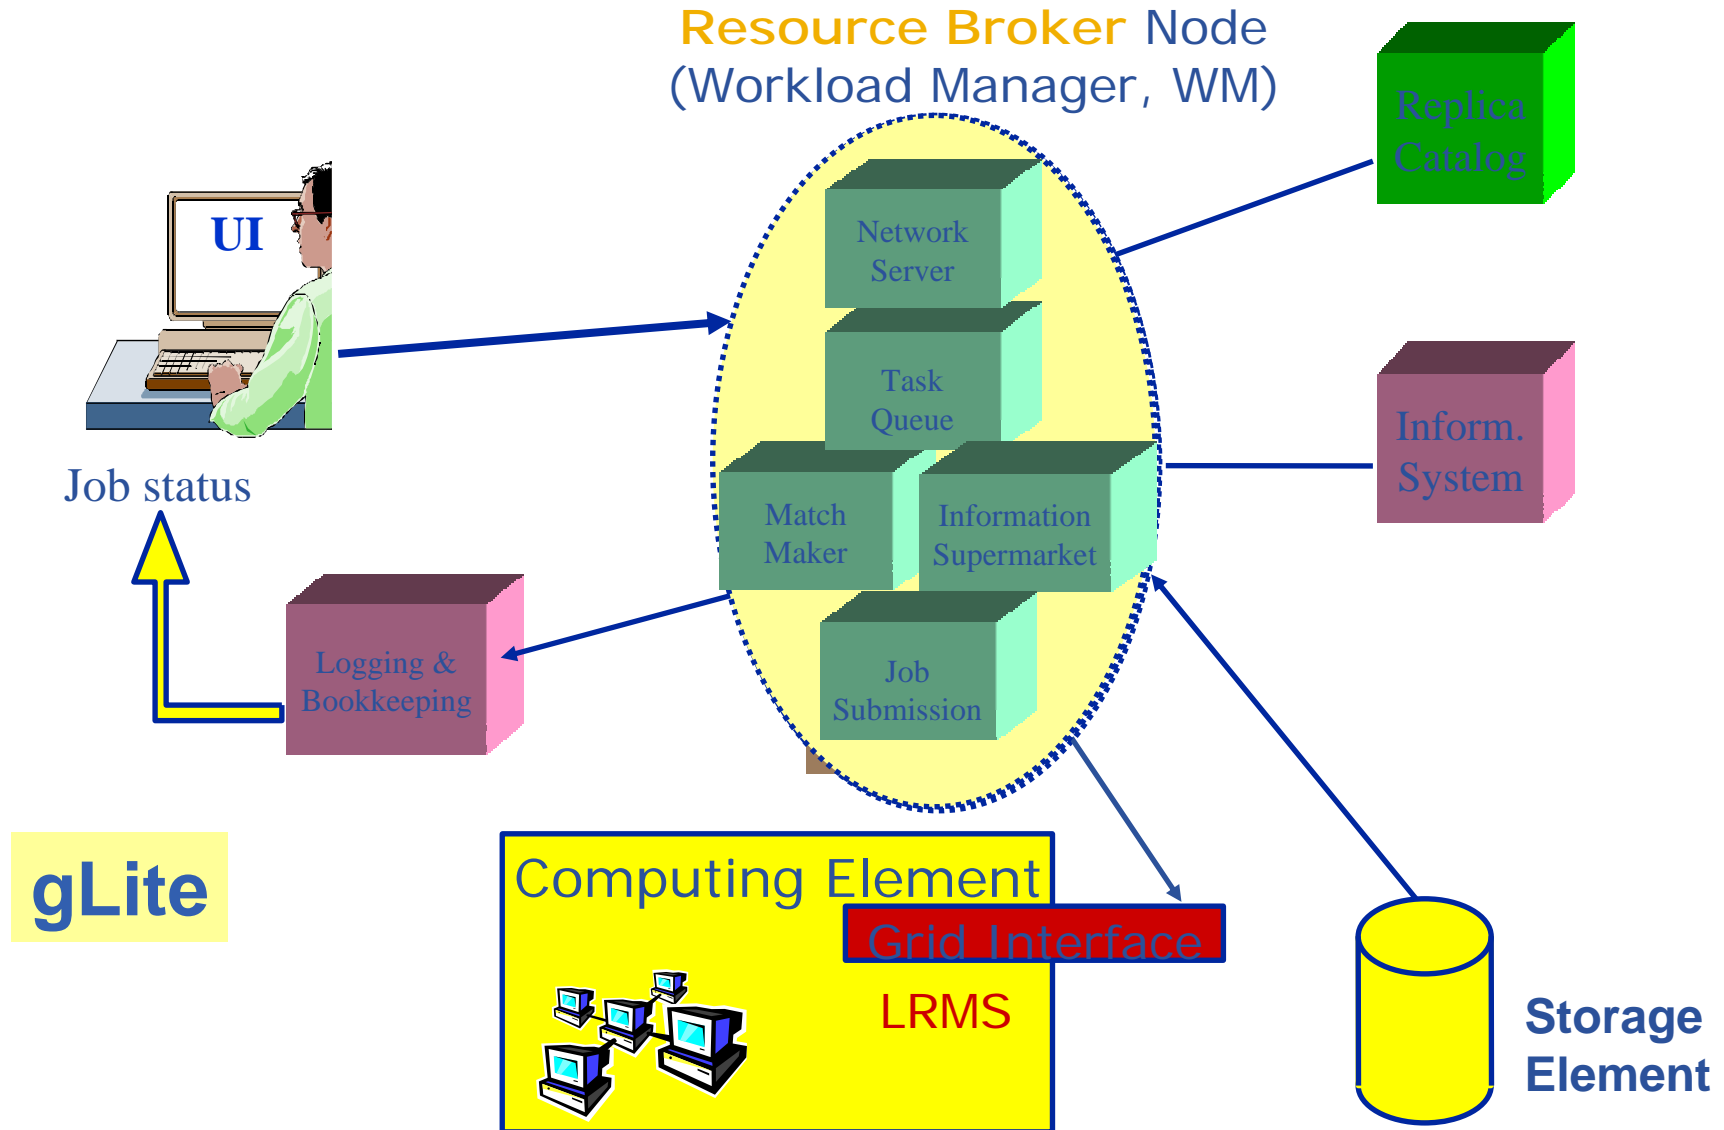 Resource Broker Node
(Workload Manager, WM)
Replica
Catalog
UI
Network
Server
Task
Queue
Inform.
System
Job status
Match
Maker
Information
Supermarket
Logging &
Bookkeeping
Job
Submission
gLite
Computing Element
Grid Interface
LRMS
Storage
Element